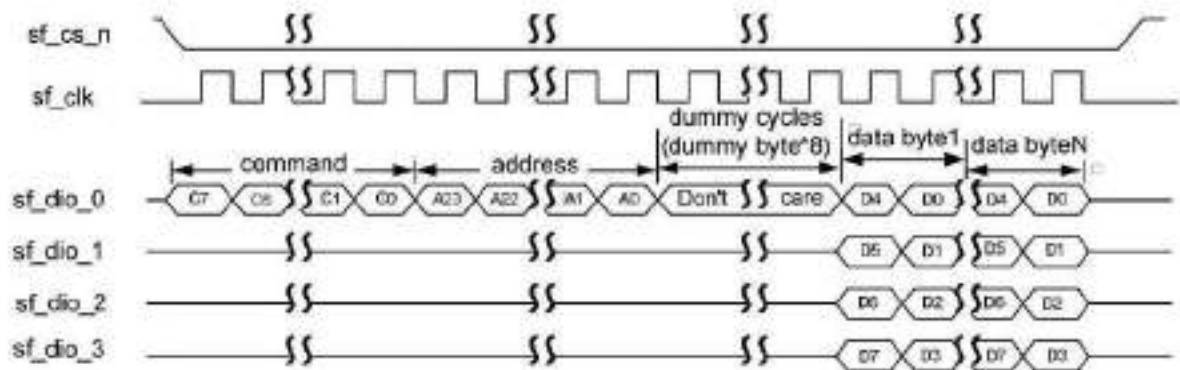 sf_cs_n
sf_clk
dummy cycles
(dummy byte*8)
data byte1
data byteN
command
address
sf_dio_0 C7 C6 C1 C0 A23 A22 A1 A0 Don't care D4 D0 D4 D0
sf_dio_1 D5 D1 D5 D1
sf_dio_2 D6 D2 D6 D2
sf_dio_3 D7 D3 D7 D3